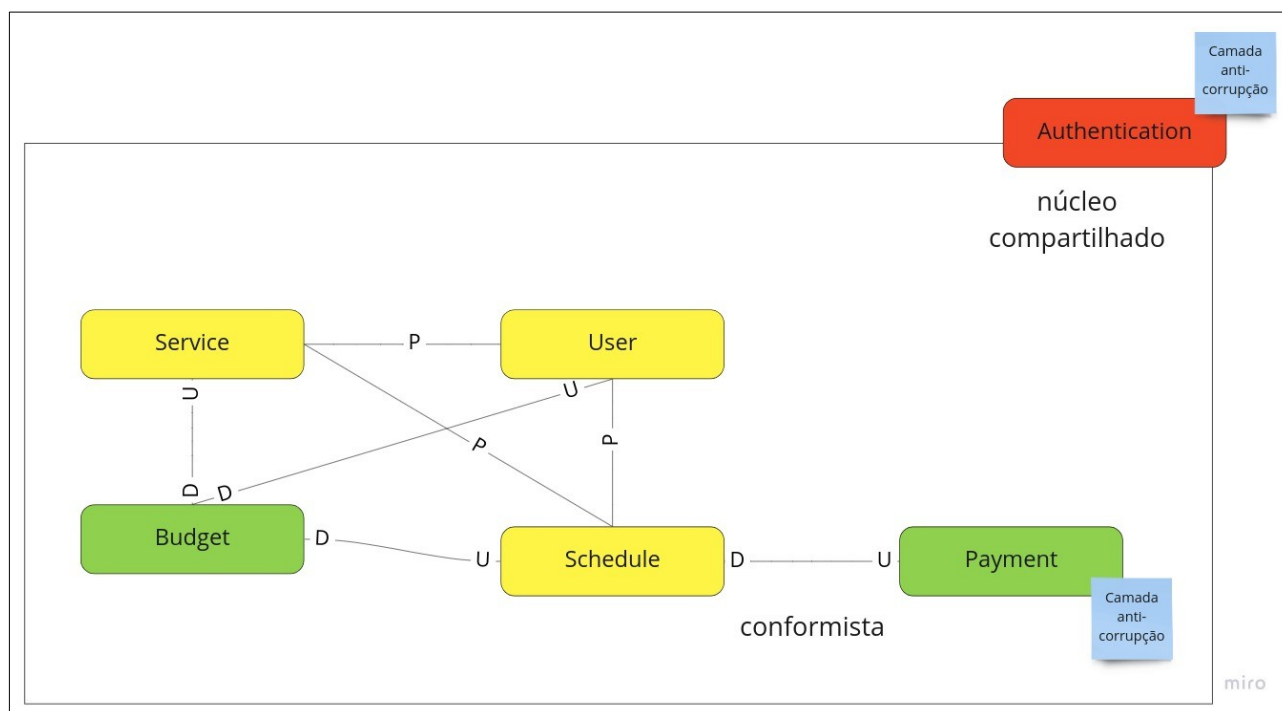 Camada
anti-
corrupção
Authentication
núcleo
compartilhado
Service
P
User
U
U
P
P
D
D
Budget
D
U
Schedule
D
U
Payment
conformista
Camada
anti-
corrupção
miro